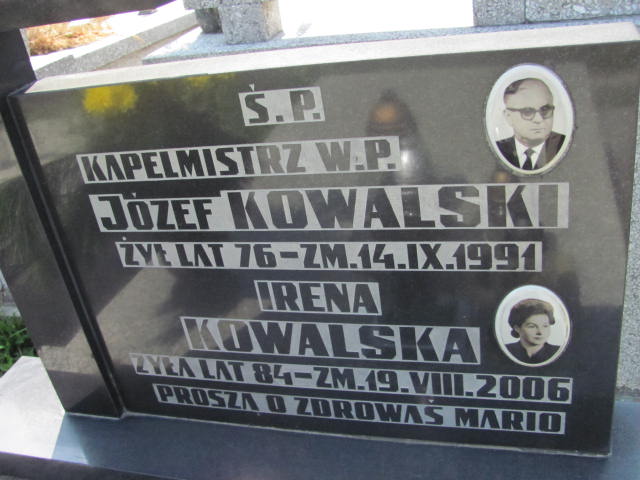 Ś.P.
KAPELMISTRZ W.P.
JÓZEF KOWALSKI
ŻYŁ LAT 76-ZM.14.IX.1991
IRENA
KOWALSKA
ŻYŁA LAT 84-ZM.19.VIII.2006
PROSZĄ O ZDROWAŚ MARIO